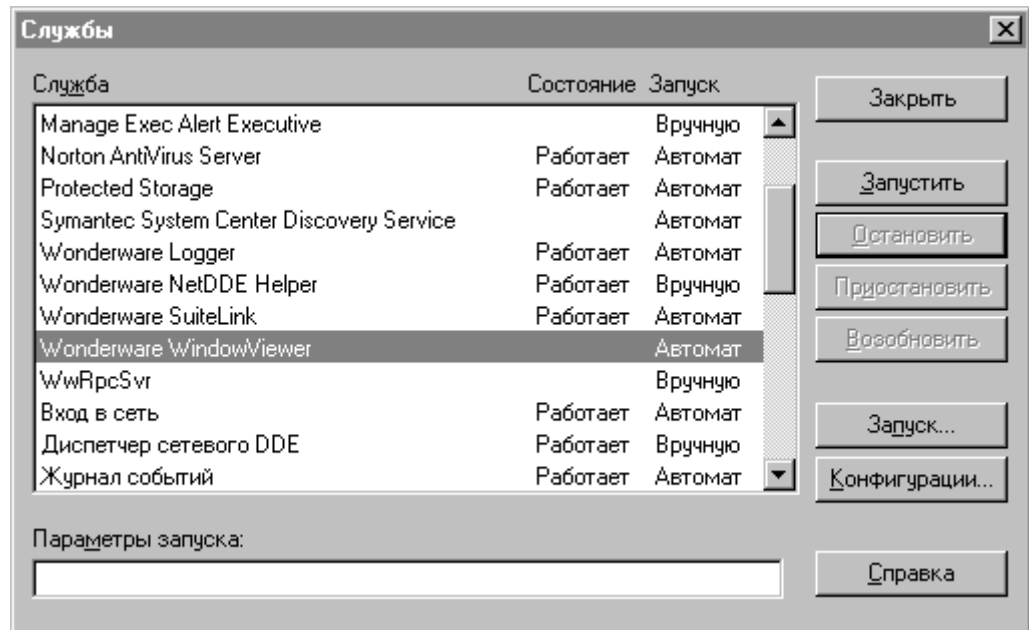 Службы
Служба Состояние Запуск
Manage Exec Alert Executive Вручную
Norton AntiVirus Server Работает Автомат
Protected Storage Работает Автомат
Symantec System Center Discovery Service Автомат
Wonderware Logger Работает Автомат
Wonderware NetDDE Helper Работает Вручную
Wonderware SuiteLink Работает Автомат
Wonderware WindowViewer Автомат
WwRpcSvr Вручную
Вход в сеть Работает Автомат
Диспетчер сетевого DDE Работает Вручную
Журнал событий Работает Автомат
Параметры запуска:
Закрыть
Запустить
Остановить
Приостановить
Возобновить
Запуск...
Конфигурации...
Справка